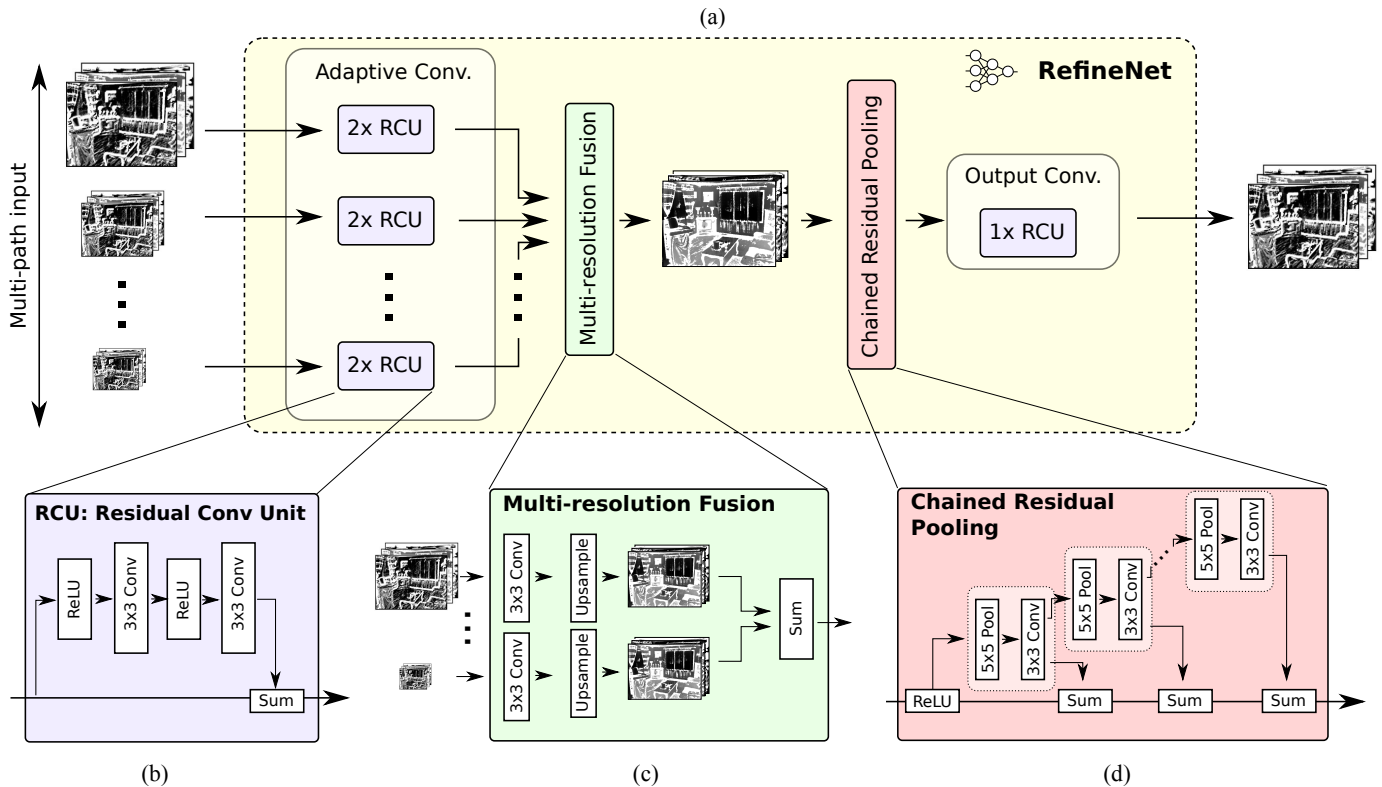 (a)
Multi-path input
Adaptive Conv.
2x RCU
2x RCU
2x RCU
Multi-resolution Fusion
Chained Residual Pooling
RefineNet
Output Conv.
1x RCU
RCU: Residual Conv Unit
ReLU
3x3 Conv
ReLU
3x3 Conv
Sum
(b)
Multi-resolution Fusion
3x3 Conv
Upsample
3x3 Conv
Upsample
Sum
(c)
Chained Residual
Pooling
ReLU
5x5 Pool
3x3 Conv
5x5 Pool
3x3 Conv
5x5 Pool
3x3 Conv
Sum
Sum
Sum
(d)